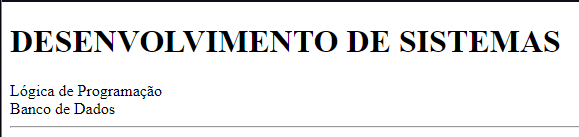 DESENVOLVIMENTO DE SISTEMAS
Lógica de Programação
Banco de Dados